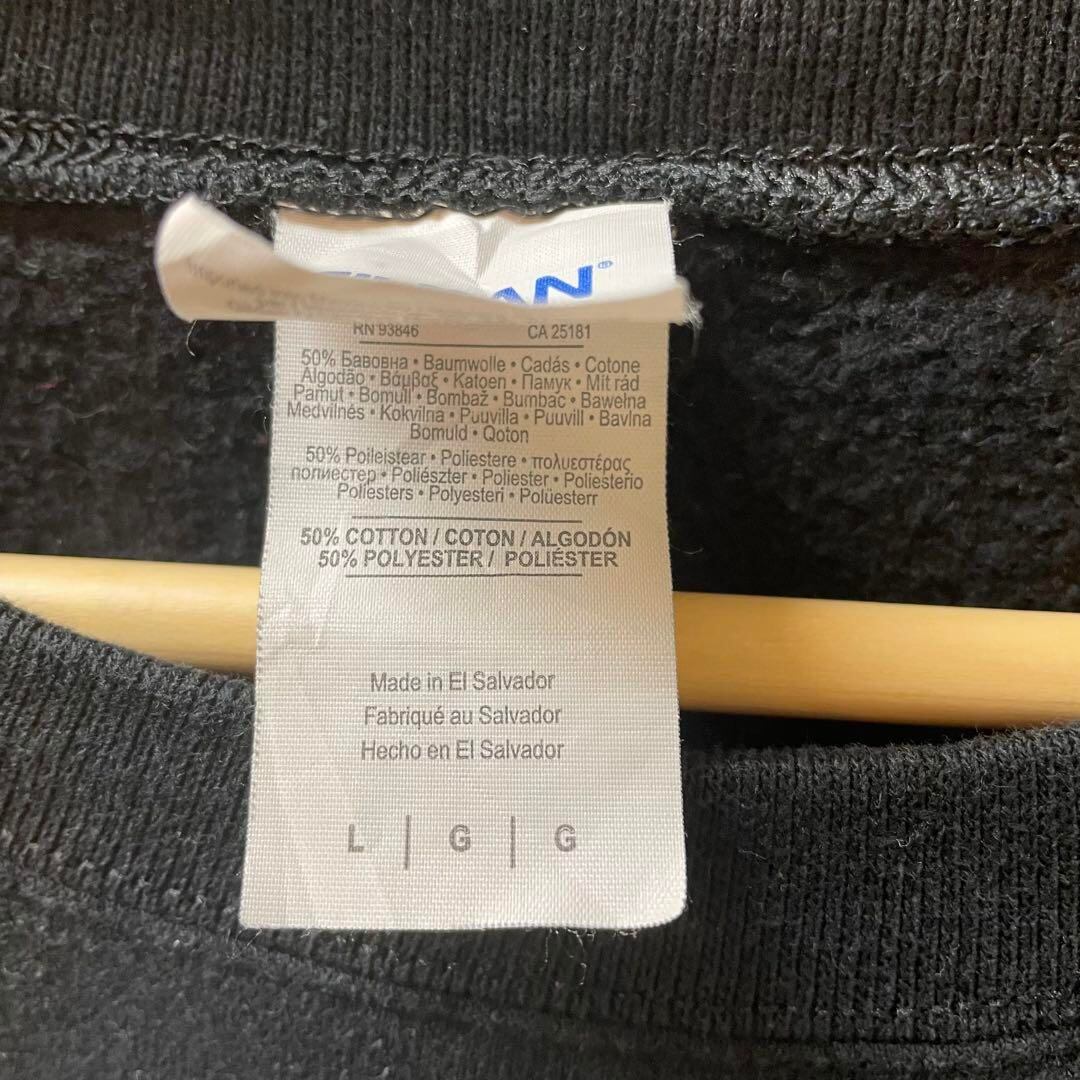 RN 93846 CA 25181
50% Бавовна • Baumwolle • Cadás • Cotone
Algodão • Βάμβαξ • Katoen • Памук • Mit rád
Pamut • Bomull • Bombaž • Bumbac • Bawełna
Medvilnės • Kokvilna • Puuvilla • Puuvill • Bavlna
Bomuld • Qoton
50% Poileistear • Poliestere • πολυεστέρας
полиестер • Poliészter • Poliester • Poliesterio
Poliesters • Polyesteri • Polüesterr
50% COTTON / COTON / ALGODÓN
50% POLYESTER / POLIÉSTER
Made in El Salvador
Fabriqué au Salvador
Hecho en El Salvador
L | G | G